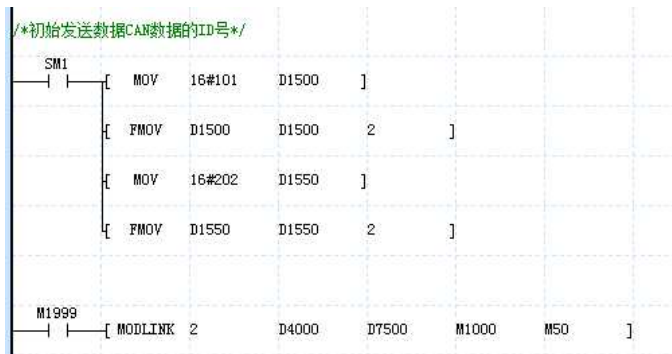 /*初始发送数据CAN数据的ID号*/
SM1
[ MOV 16#101 D1500 ]
[ FMOV D1500 D1500 2 ]
[ MOV 16#202 D1550 ]
[ FMOV D1550 D1550 2 ]
M1999
[ MODLINK 2 D4000 D7500 M1000 M50 ]